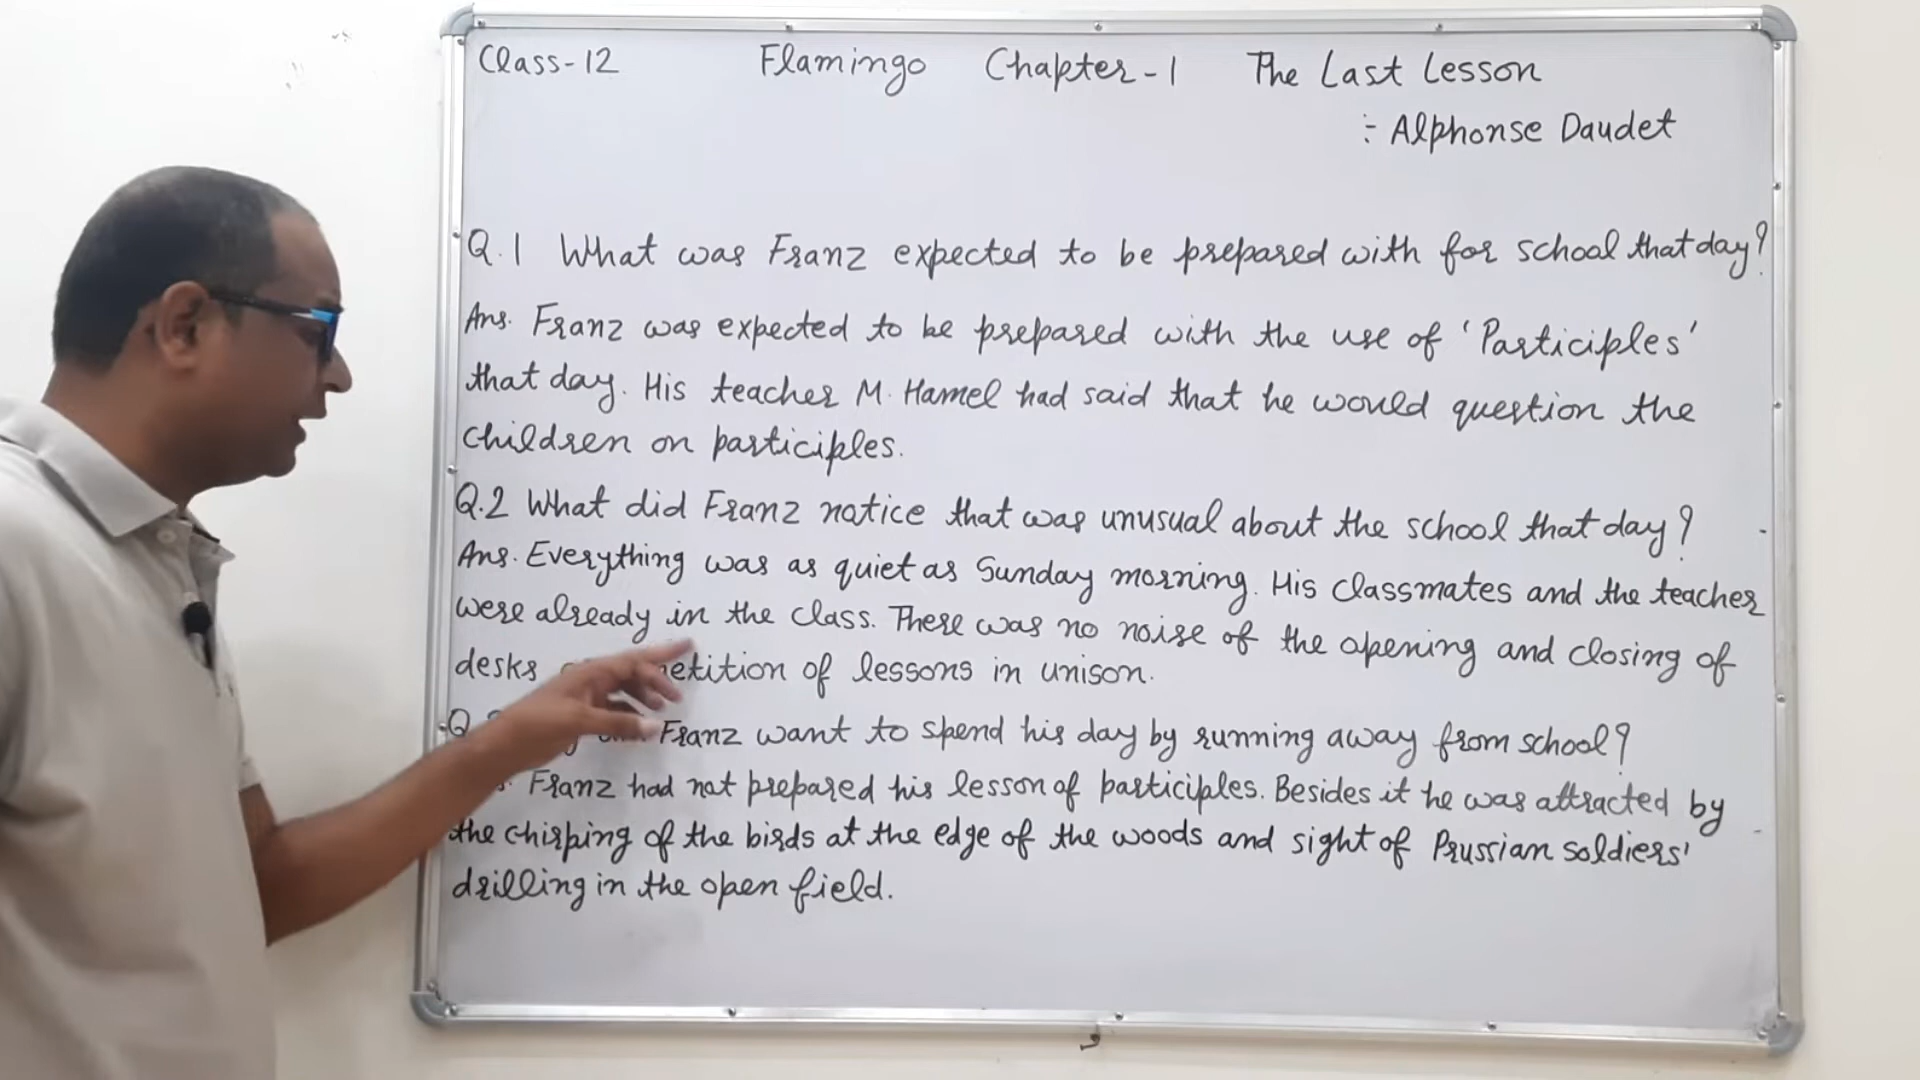 Class-12 Flamingo Chapter-1 The Last Lesson
:- Alphonse Daudet
Q.1 What was Franz expected to be prepared with for school that day?
Ans. Franz was expected to be prepared with the use of 'Participles'
that day. His teacher M. Hamel had said that he would question the
children on participles.
Q.2 What did Franz notice that was unusual about the school that day?
Ans. Everything was as quiet as Sunday morning. His classmates and the teacher
were already in the class. There was no noise of the opening and closing of
desks of lessons in unison.
Franz want to spend his day by running away from school?
Franz had not prepared his lesson of participles. Besides it he was attracted by
the chirping of the birds at the edge of the woods and sight of Prussian soldiers'
drilling in the open field.